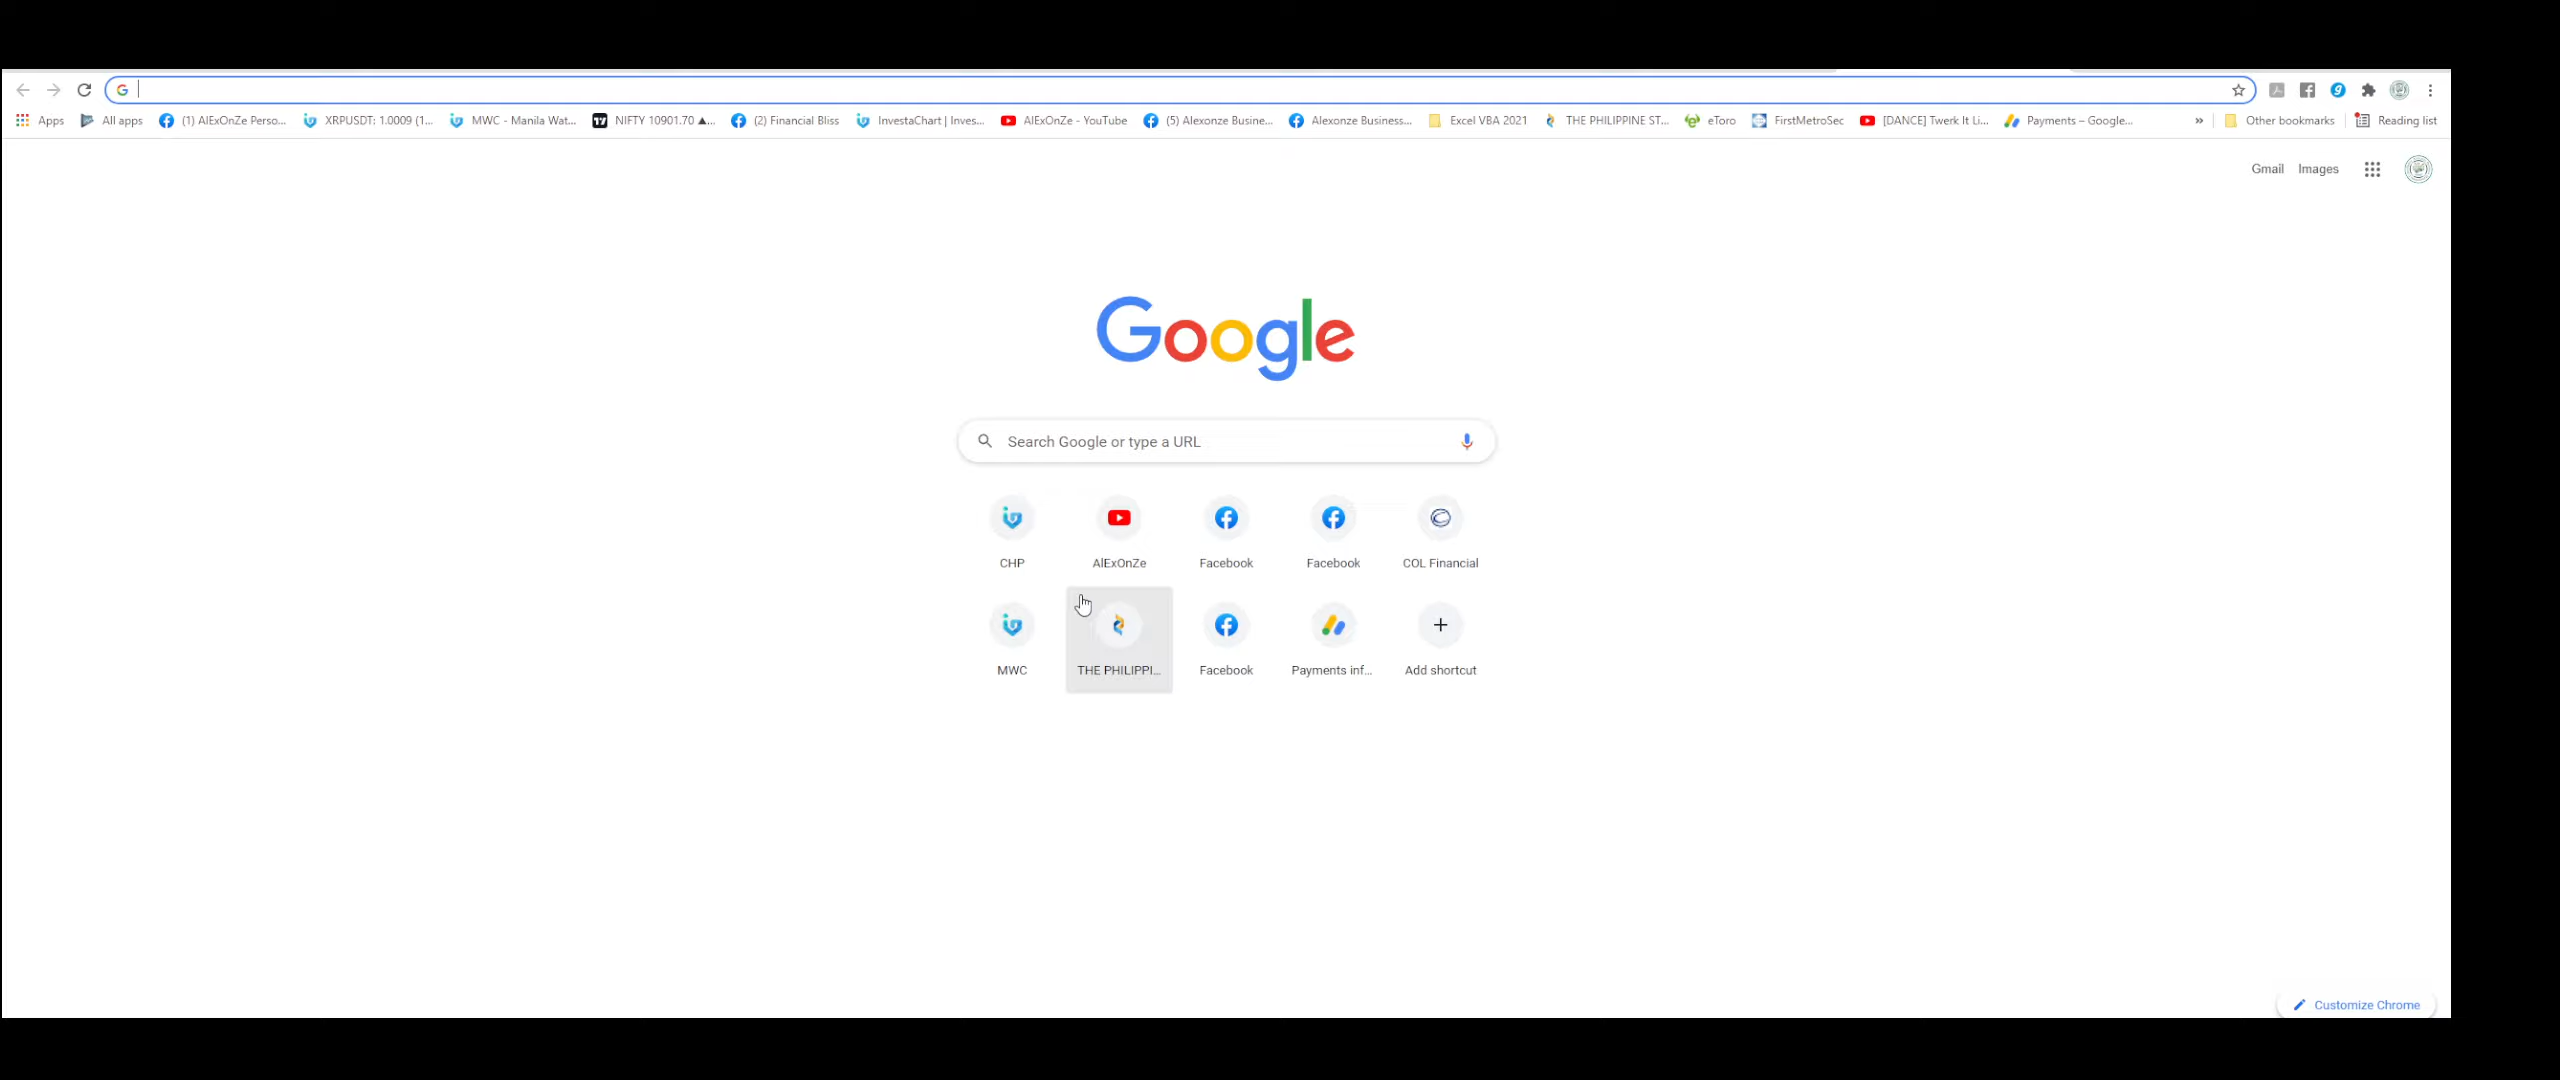 Apps All apps (1) AlExOnZe Perso... XRPUSDT: 1.0009 (1... MWC - Manila Wat... NIFTY 10901.70 ▲... (2) Financial Bliss InvestaChart | Inves... AlExOnZe - YouTube (5) Alexonze Busine... Alexonze Business... Excel VBA 2021 THE PHILIPPINE ST... eToro FirstMetroSec [DANCE] Twerk It Li... Payments – Google... » Other bookmarks Reading list
Gmail Images
Google
Search Google or type a URL
CHP AlExOnZe Facebook Facebook COL Financial
MWC THE PHILIPPI... Facebook Payments inf... Add shortcut
Customize Chrome